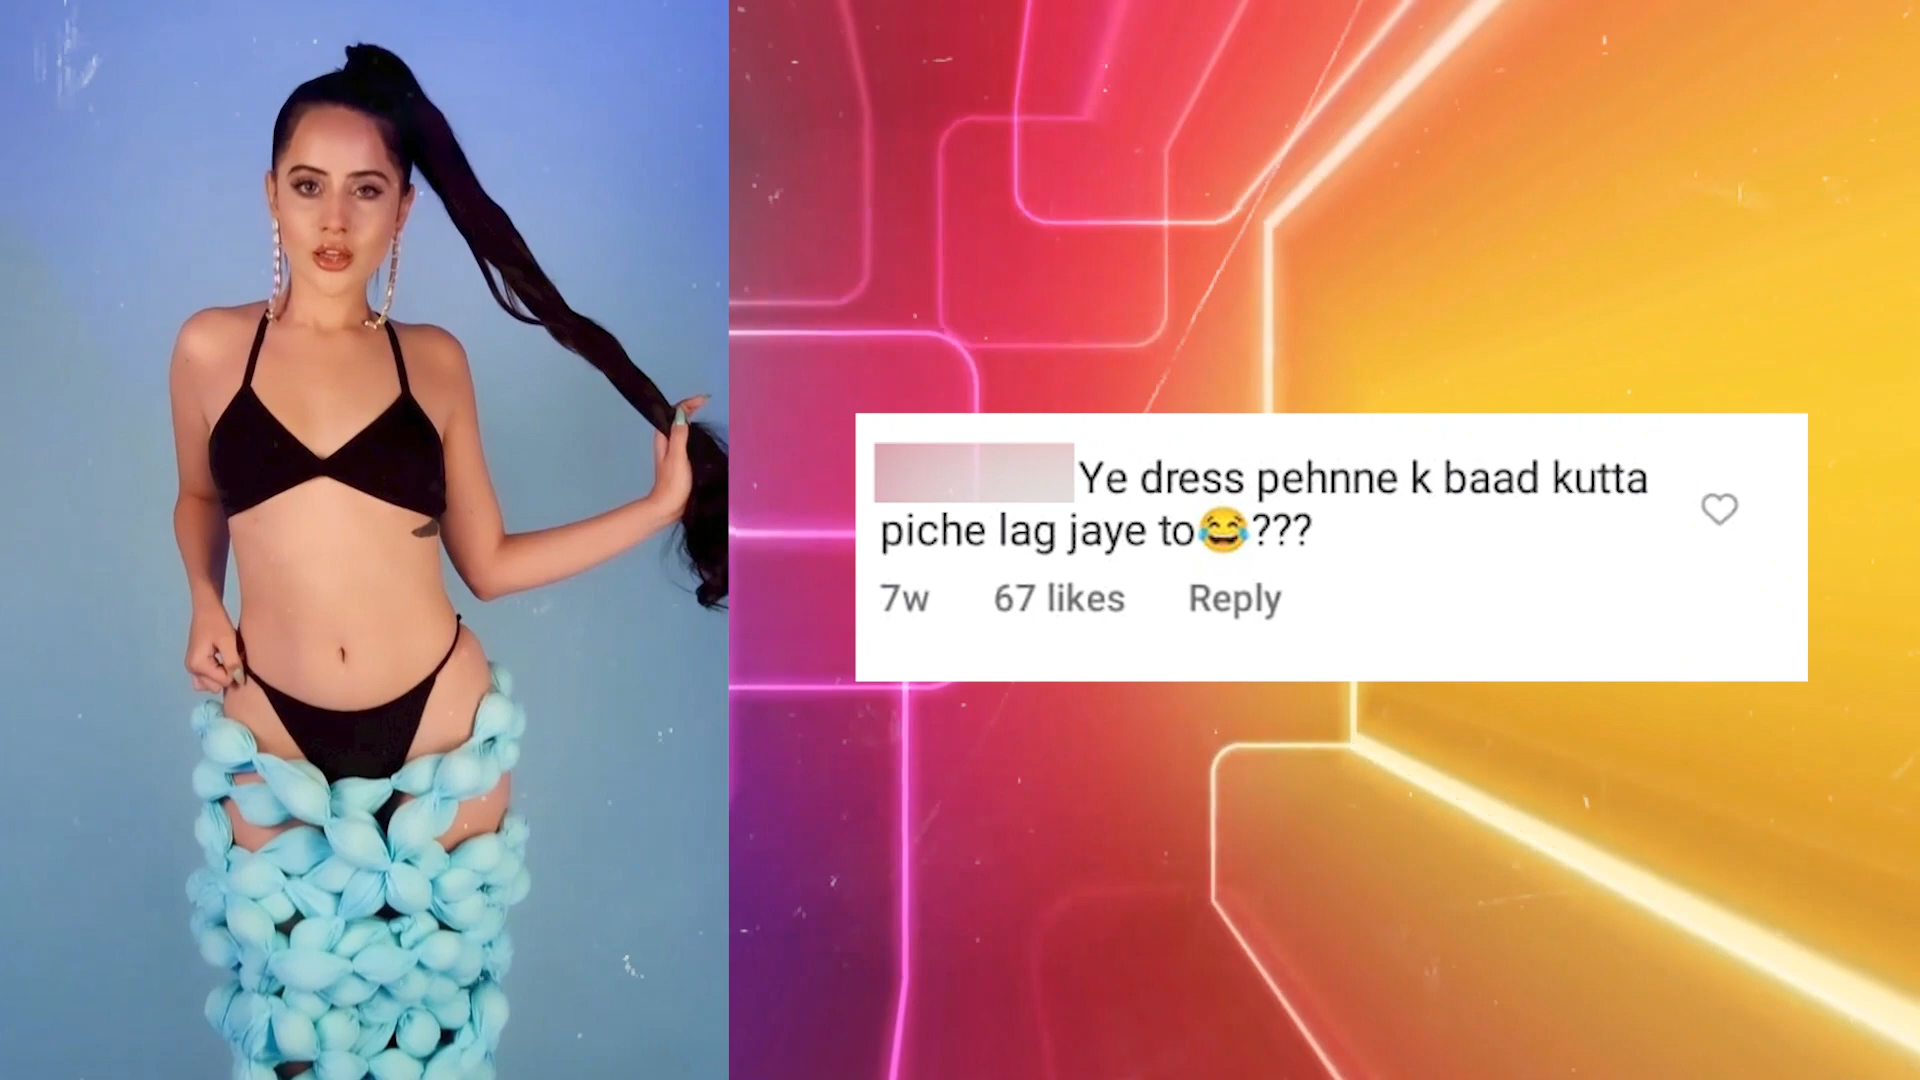 Ye dress pehnne k baad kutta
piche lag jaye to😂???
7w 67 likes Reply